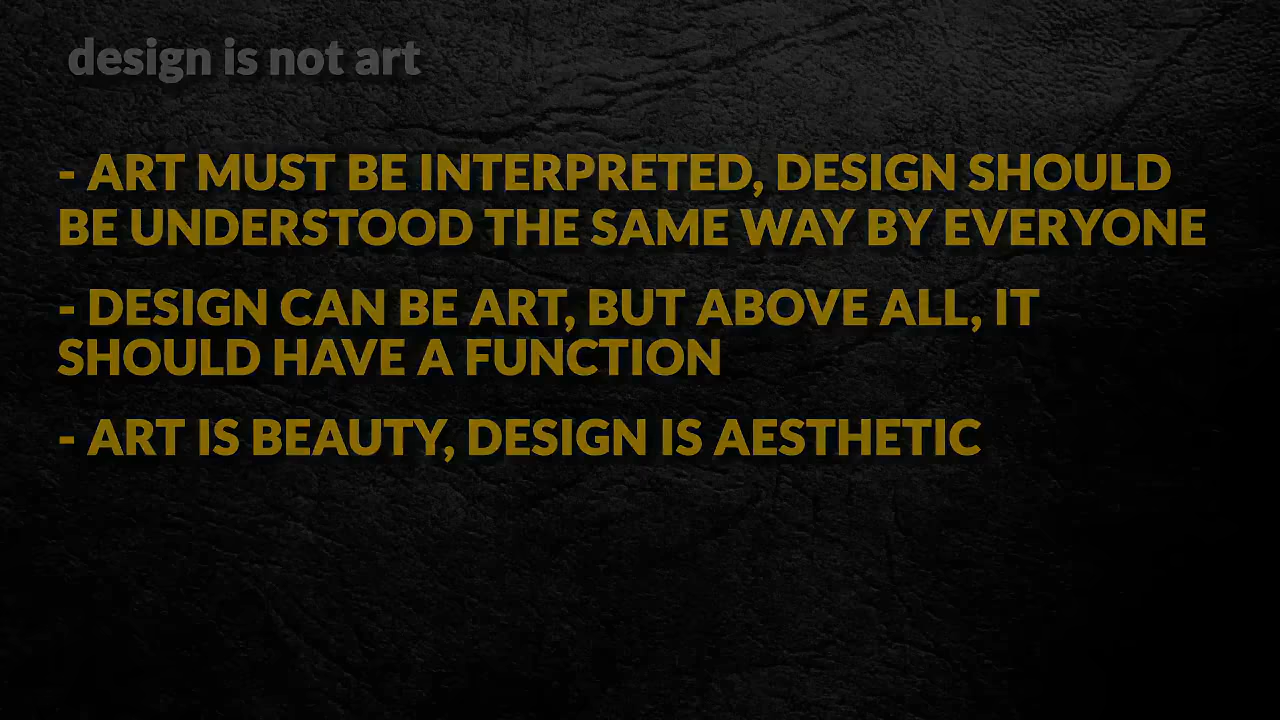 design is not art
- ART MUST BE INTERPRETED, DESIGN SHOULD
BE UNDERSTOOD THE SAME WAY BY EVERYONE
- DESIGN CAN BE ART, BUT ABOVE ALL, IT
SHOULD HAVE A FUNCTION
- ART IS BEAUTY, DESIGN IS AESTHETIC